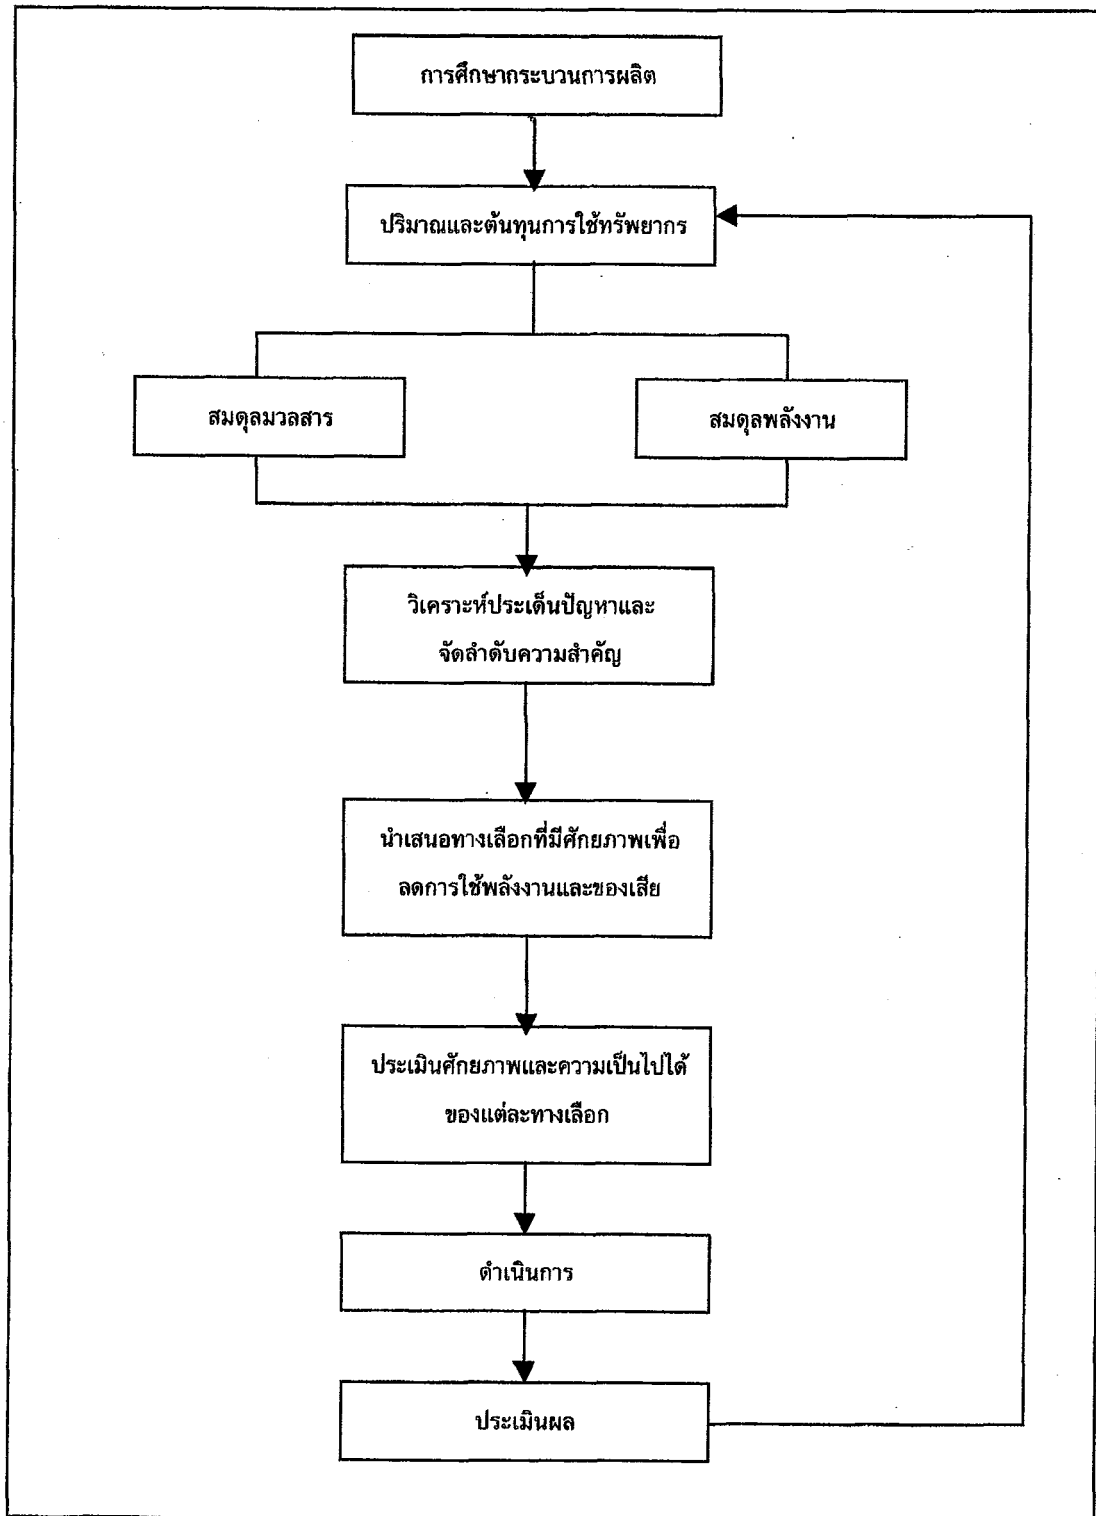 การศึกษากระบวนการผลิต
ปริมาณและต้นทุนการใช้ทรัพยากร
สมดุลมวลสาร
สมดุลพลังงาน
วิเคราะห์ประเด็นปัญหาและ
จัดลำดับความสำคัญ
นำเสนอทางเลือกที่มีศักยภาพเพื่อ
ลดการใช้พลังงานและของเสีย
ประเมินศักยภาพและความเป็นไปได้
ของแต่ละทางเลือก
ดำเนินการ
ประเมินผล